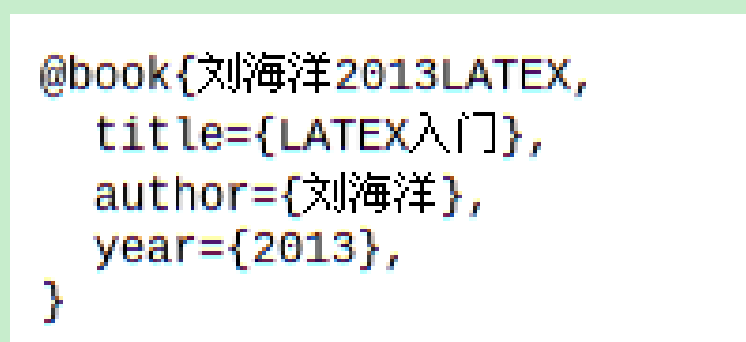 @book{刘海洋2013LATEX,
  title={LATEX入门},
  author={刘海洋},
  year={2013},
}